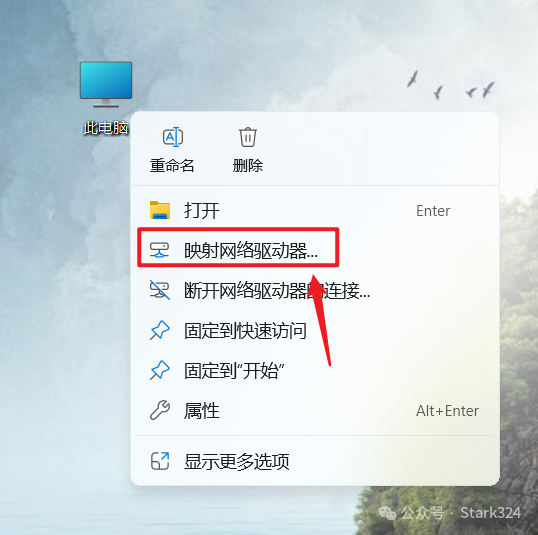 此电脑
重命名
删除
打开
Enter
映射网络驱动器...
断开网络驱动器的连接...
固定到快速访问
固定到"开始"
属性
Alt+Enter
显示更多选项
公众号 · Stark324